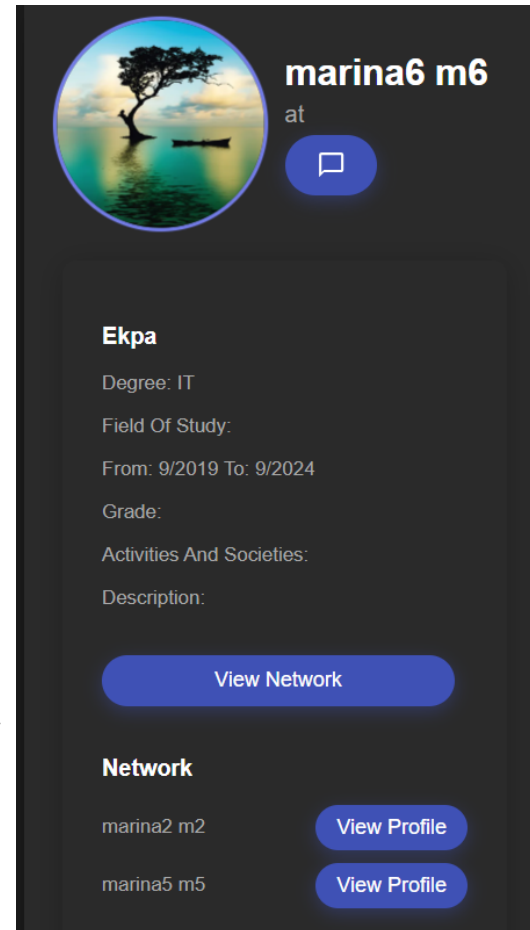 marina6 m6
at
Ekpa
Degree: IT
Field Of Study:
From: 9/2019 To: 9/2024
Grade:
Activities And Societies:
Description:
View Network
Network
marina2 m2 View Profile
marina5 m5 View Profile